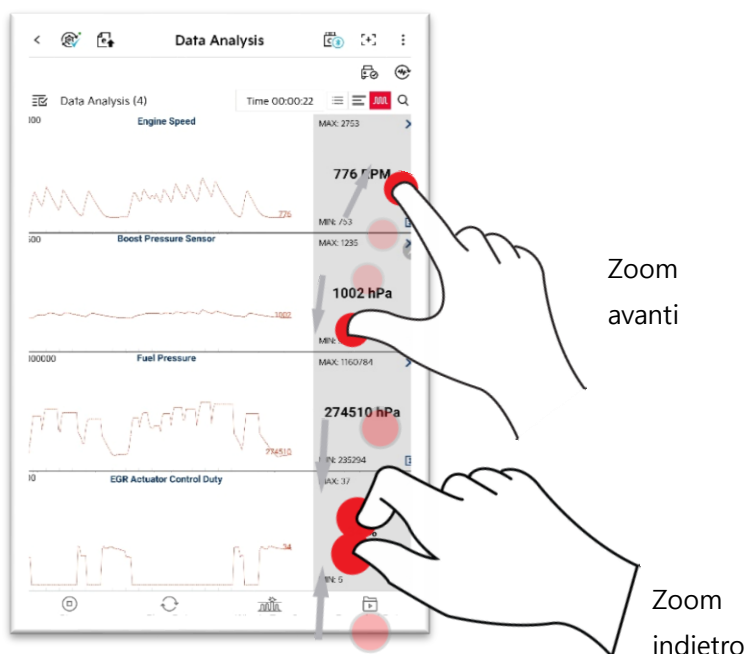 Data Analysis
Data Analysis (4)
Time 00:00:22
Engine Speed
MAX: 2753
776 RPM
776
MIN: 753
Boost Pressure Sensor
MAX: 1235
1002 hPa
1002
MIN:
Fuel Pressure
MAX: 1160784
274510 hPa
274510
MIN: 235294
EGR Actuator Control Duty
MAX: 37
34
MIN: 5
Zoom
avanti
Zoom
indietro